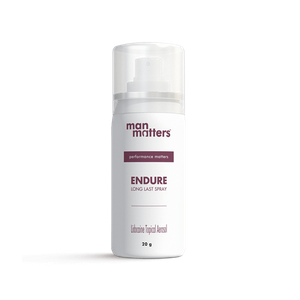 man
matters
performance matters
ENDURE
LONG LAST SPRAY
Lidocaine Topical Aerosol
20 g